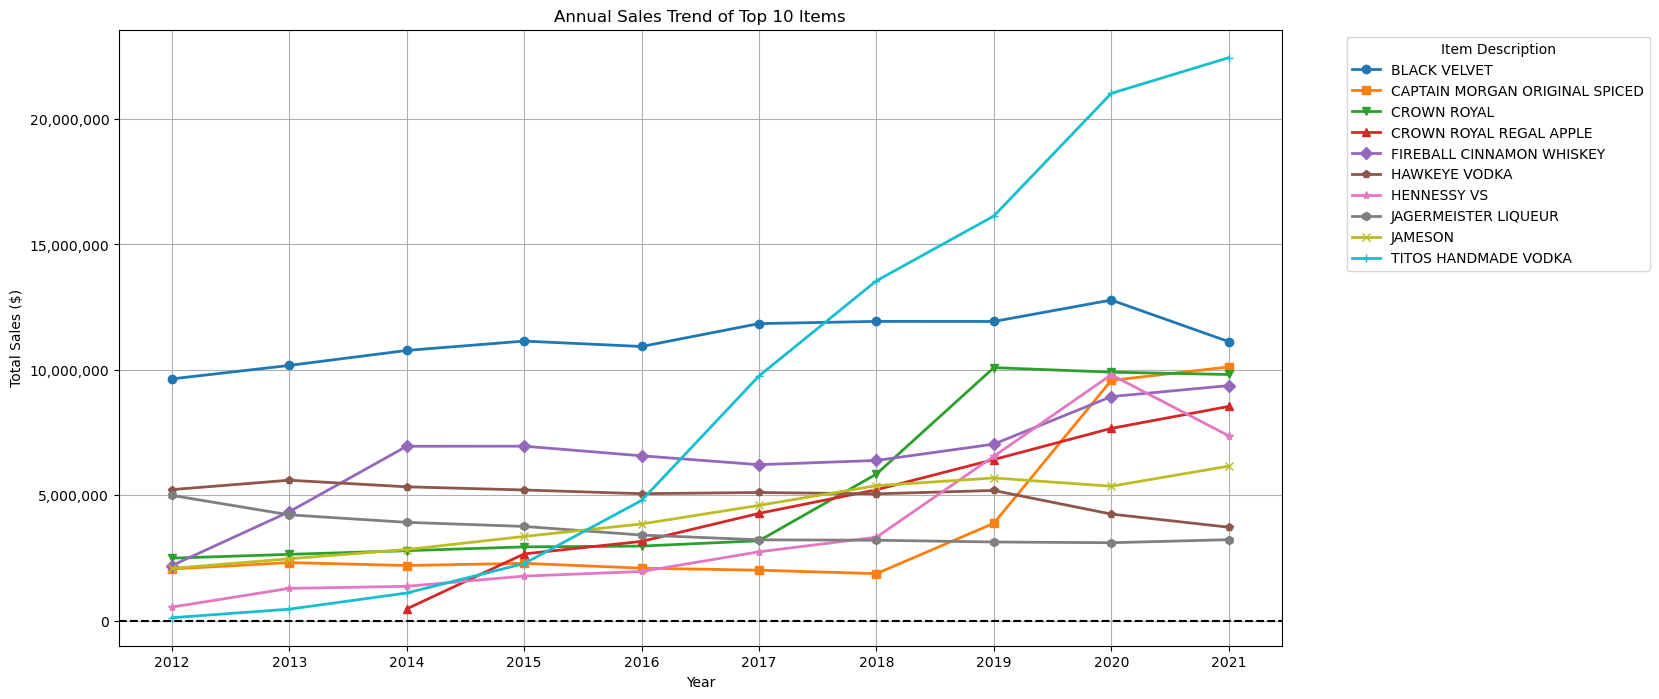 Annual Sales Trend of Top 10 Items
Total Sales ($)
20,000,000
15,000,000
10,000,000
5,000,000
0
2012 2013 2014 2015 2016 2017 2018 2019 2020 2021
Year
Item Description
BLACK VELVET
CAPTAIN MORGAN ORIGINAL SPICED
CROWN ROYAL
CROWN ROYAL REGAL APPLE
FIREBALL CINNAMON WHISKEY
HAWKEYE VODKA
HENNESSY VS
JAGERMEISTER LIQUEUR
JAMESON
TITOS HANDMADE VODKA